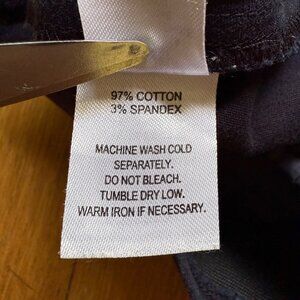 97% COTTON
3% SPANDEX
MACHINE WASH COLD
SEPARATELY.
DO NOT BLEACH.
TUMBLE DRY LOW.
WARM IRON IF NECESSARY.